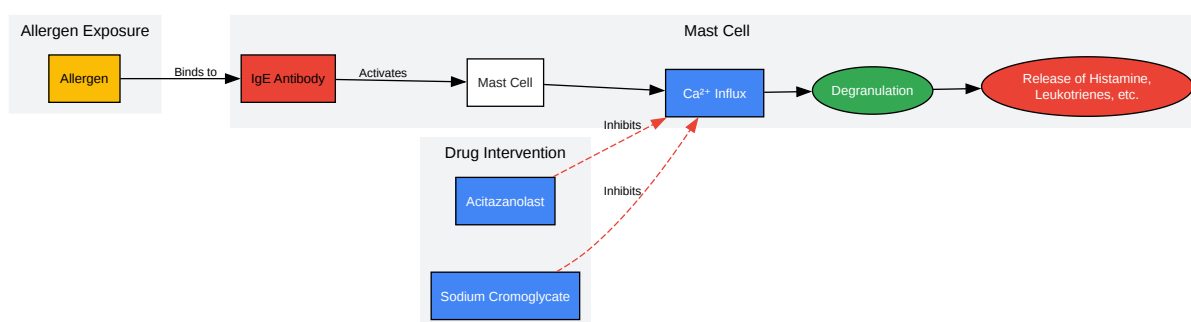 Allergen Exposure
Mast Cell
Allergen
Binds to
IgE Antibody
Activates
Mast Cell
Ca²⁺ Influx
Degranulation
Release of Histamine,
Leukotrienes, etc.
Inhibits
Drug Intervention
Acitazanolast
Inhibits
Sodium Cromoglycate